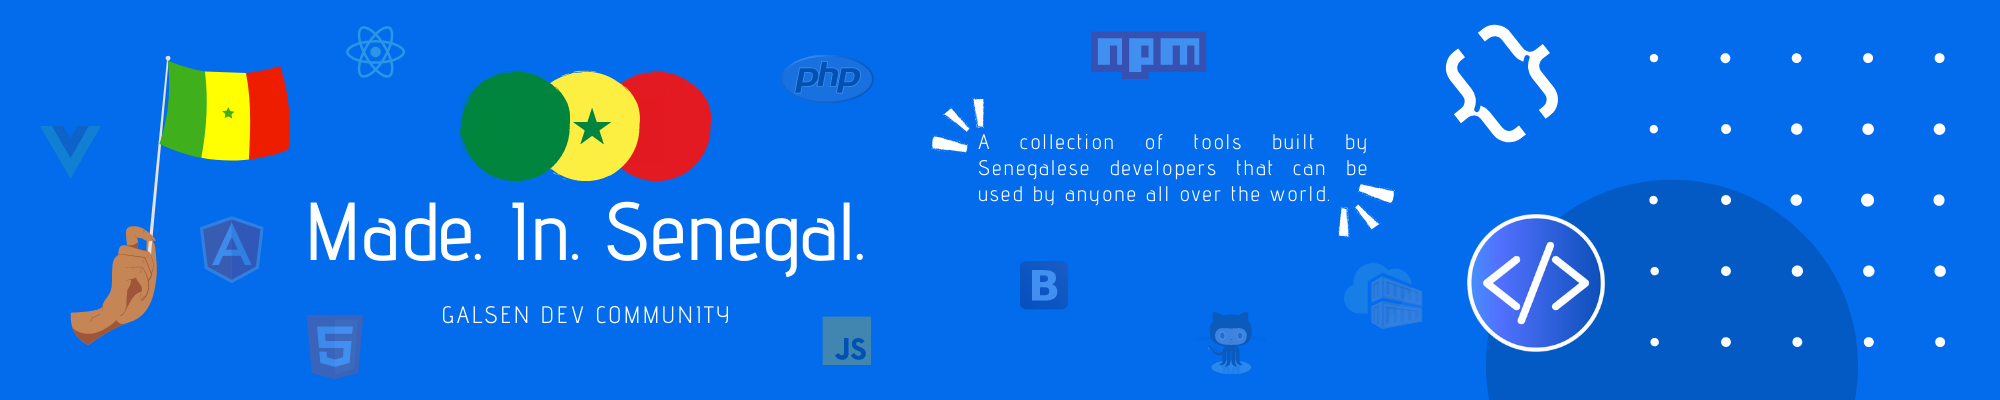 php
npm
A collection of tools built by
Senegalese developers that can be
used by anyone all over the world.
Made. In. Senegal.
GALSEN DEV COMMUNITY
A
B
5
JS
{ }
</>